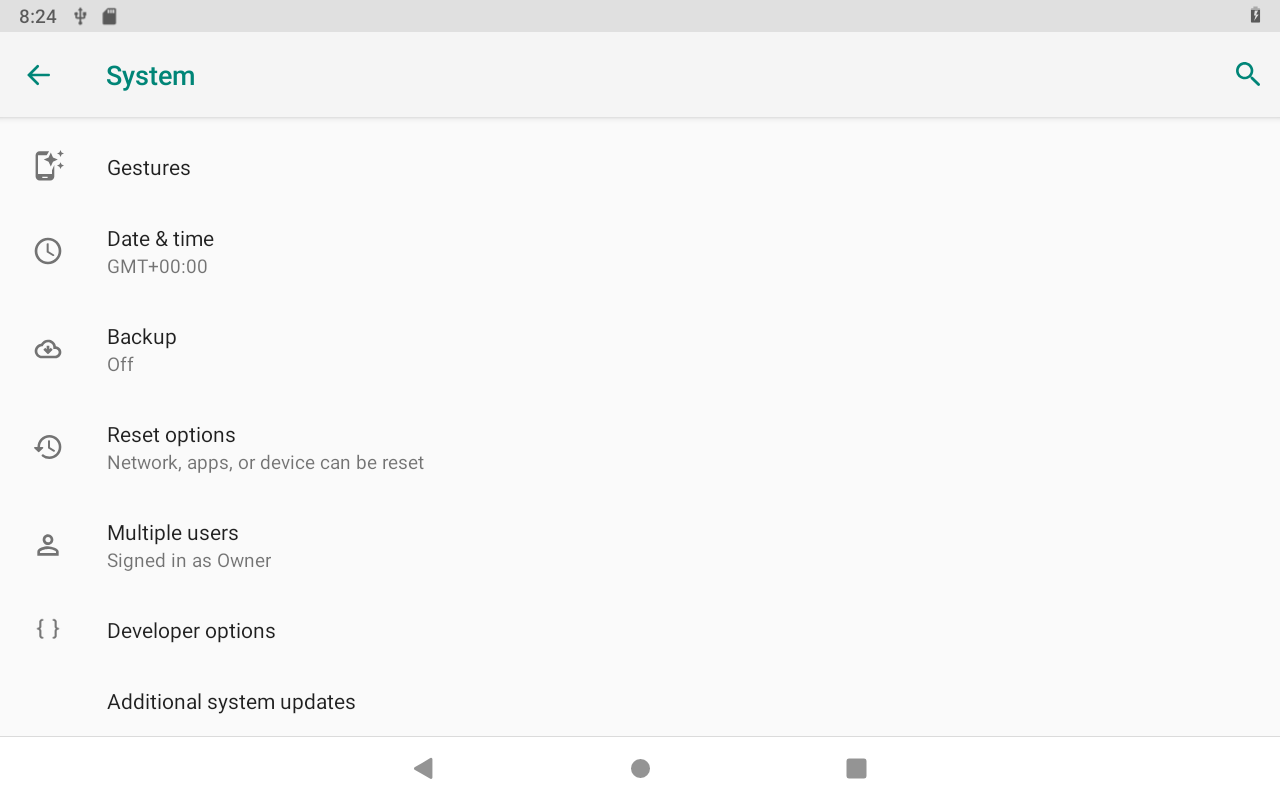 8:24
System
Gestures
Date & time
GMT+00:00
Backup
Off
Reset options
Network, apps, or device can be reset
Multiple users
Signed in as Owner
{ }
Developer options
Additional system updates